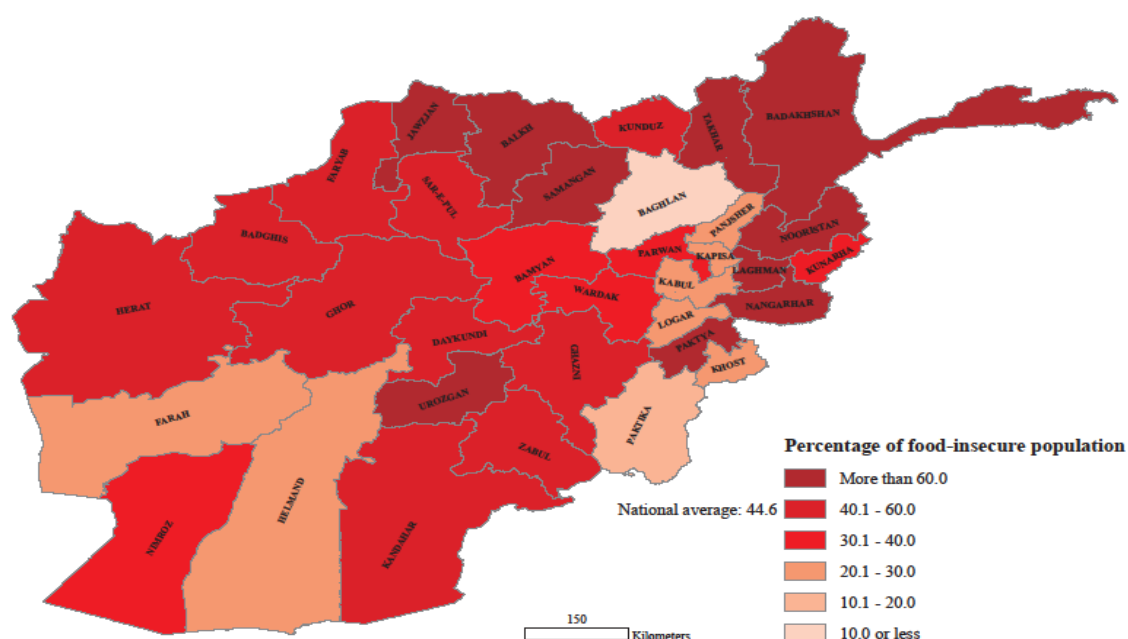 JAWZJAN
BALKH
KUNDUZ
TAKHAR
BADAKHSHAN
FARYAB
SAR-E-PUL
SAMANGAN
BAGHLAN
PANJSHER
NOORISTAN
BADGHIS
BAMYAN
PARWAN
KAPISA
LAGHMAN
KUNARHA
HERAT
GHOR
WARDAK
KABUL
NANGARHAR
DAYKUNDI
LOGAR
PAKTYA
GHAZNI
KHOST
UROZGAN
FARAH
PAKTIKA
ZABUL
HELMAND
NIMROZ
KANDAHAR
Percentage of food-insecure population
More than 60.0
National average: 44.6
40.1 - 60.0
30.1 - 40.0
20.1 - 30.0
10.1 - 20.0
10.0 or less
150
Kilometers